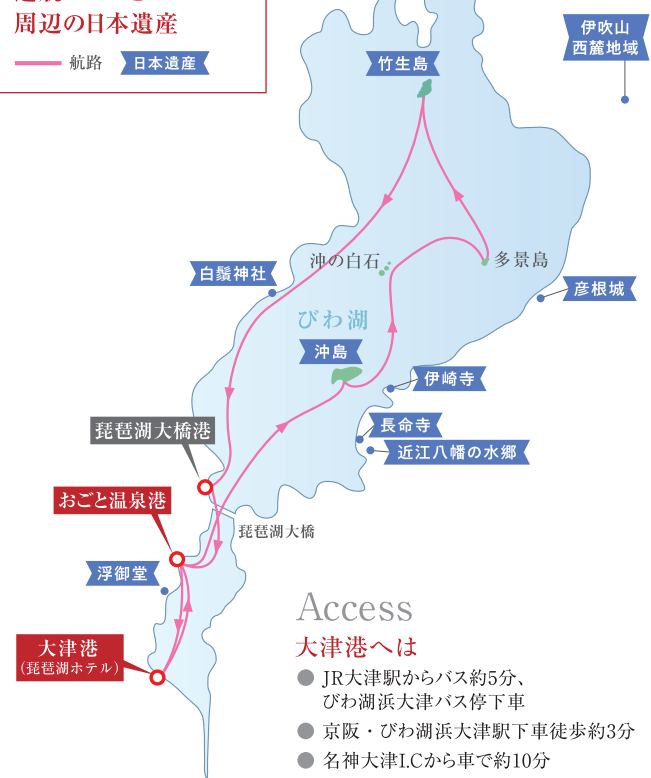 周辺の日本遺産
航路
日本遺産
伊吹山
西麓地域
竹生島
沖の白石
多景島
白鬚神社
彦根城
びわ湖
沖島
伊崎寺
長命寺
近江八幡の水郷
琵琶湖大橋港
おごと温泉港
琵琶湖大橋
浮御堂
大津港
(琵琶湖ホテル)
Access
大津港へは
● JR大津駅からバス約5分、
びわ湖浜大津バス停下車
● 京阪・びわ湖浜大津駅下車徒歩約3分
● 名神大津I.Cから車で約10分